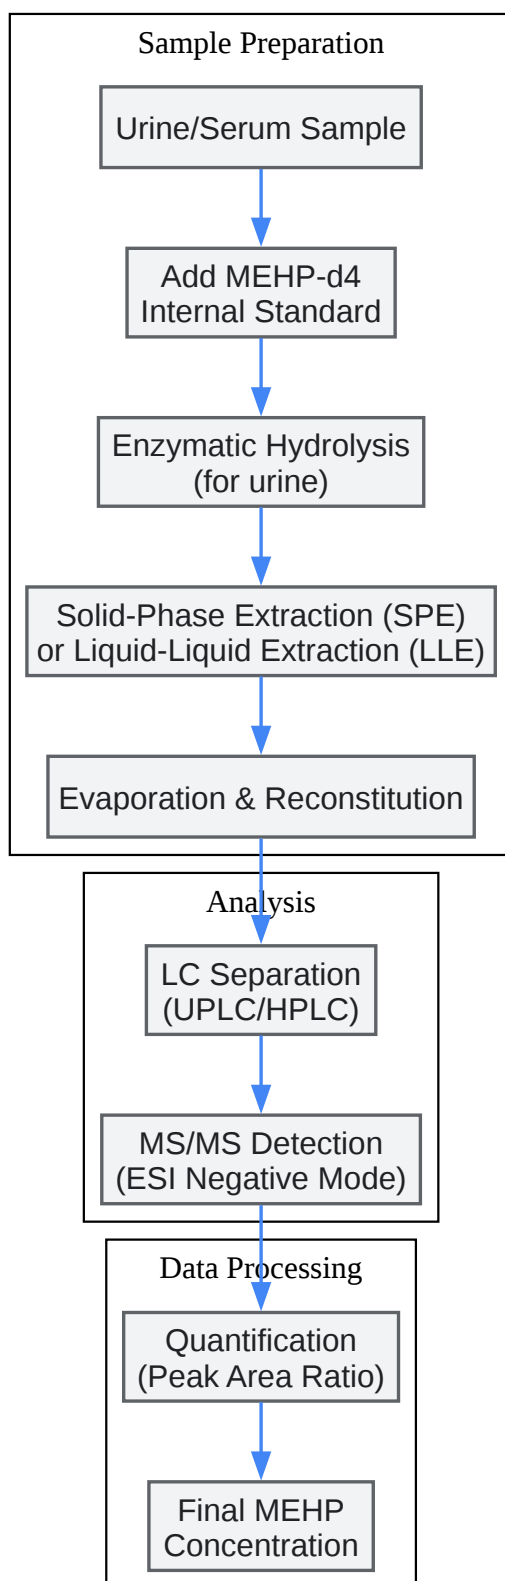 Sample Preparation
Urine/Serum Sample
Add MEHP-d4
Internal Standard
Enzymatic Hydrolysis
(for urine)
Solid-Phase Extraction (SPE)
or Liquid-Liquid Extraction (LLE)
Evaporation & Reconstitution
Analysis
LC Separation
(UPLC/HPLC)
MS/MS Detection
(ESI Negative Mode)
Data Processing
Quantification
(Peak Area Ratio)
Final MEHP
Concentration